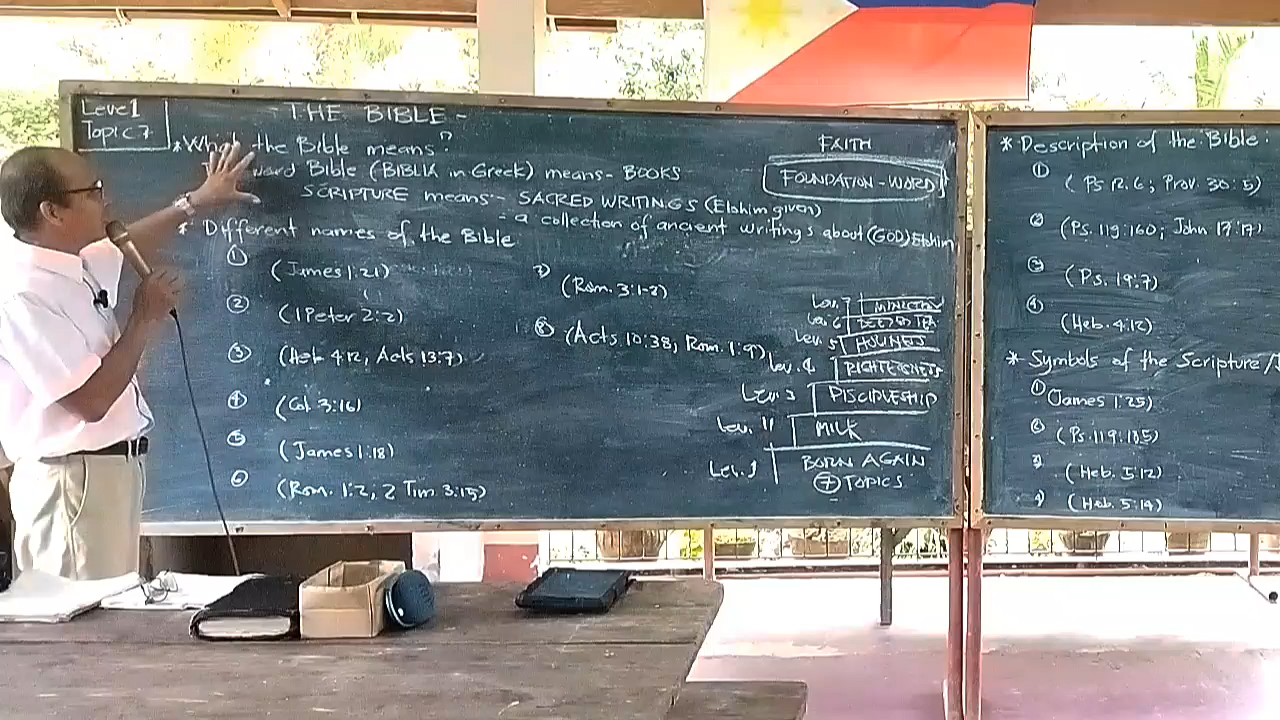 Level 1
Topic 7
- THE BIBLE -
* What the Bible means?
word Bible (BIBLIA in Greek) means - BOOKS
SCRIPTURE means - SACRED WRITINGS (Elohim given)
- a collection of ancient writings about (GOD) Elohim
* Different names of the Bible
① (James 1:21)
② (1 Peter 2:2)
③ (Heb. 4:12, Acts 13:7)
④ (Col. 3:16)
⑤ (James 1:18)
⑥ (Rom. 1:2, 2 Tim. 3:15)
7) (Rom. 3:1-2)
⑧ (Acts 10:38, Rom. 1:9)
FAITH
FOUNDATION - WORD
Lev. 7 MINISTRY
Lev. 6
Lev. 5 HOLINESS
Lev. 4 RIGHTEOUSNESS
Lev. 3 DISCIPLESHIP
Lev. 11 MILK
Lev. 1 BORN AGAIN
⑦ TOPICS
* Description of the Bible:
① (Ps 12:6; Prov. 30:5)
② (Ps. 119:160; John 17:17)
③ (Ps. 19:7)
④ (Heb. 4:12)
* Symbols of the Scripture/
① (James 1:25)
② (Ps. 119:105)
3) (Heb. 5:12)
4) (Heb. 5:14)